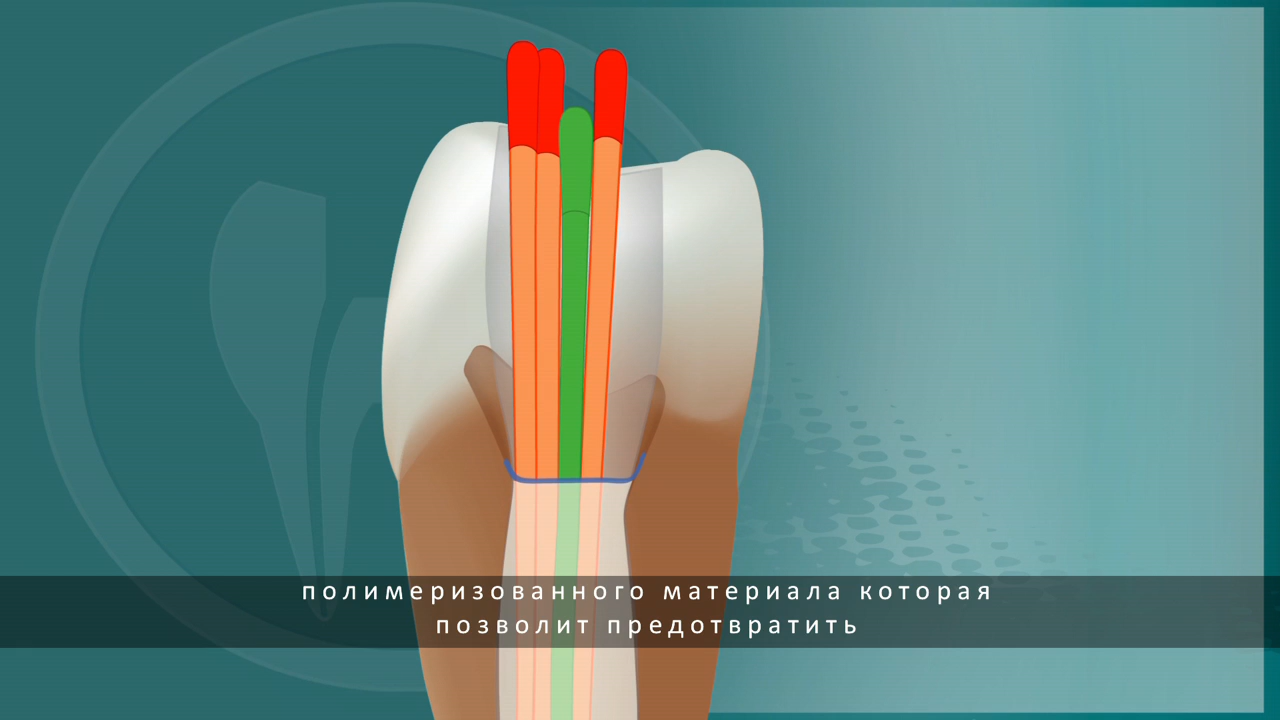 полимеризованного материала которая
позволит предотвратить